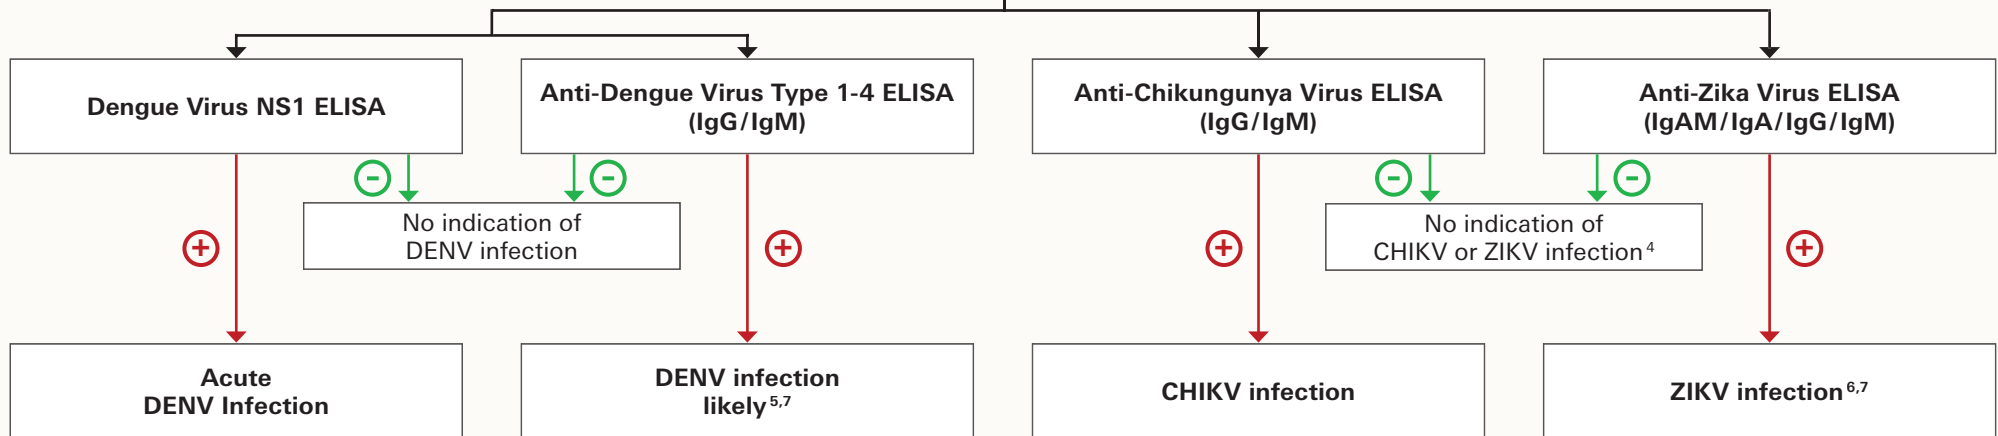 Dengue Virus NS1 ELISA
Anti-Dengue Virus Type 1-4 ELISA
(IgG/IgM)
Anti-Chikungunya Virus ELISA
(IgG/IgM)
Anti-Zika Virus ELISA
(IgAM/IgA/IgG/IgM)
-
-
-
-
No indication of
DENV infection
No indication of
CHIKV or ZIKV infection 4
+
+
+
+
Acute
DENV Infection
DENV infection
likely 5,7
CHIKV infection
ZIKV infection 6,7